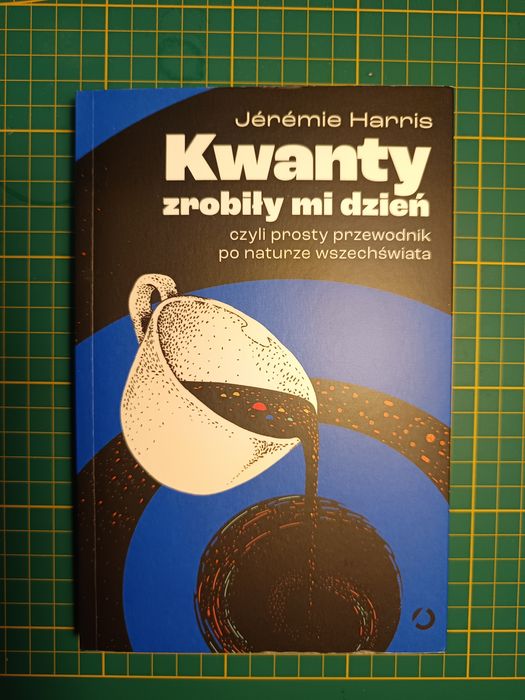 Jérémie Harris
Kwanty
zrobiły mi dzień
czyli prosty przewodnik
po naturze wszechświata